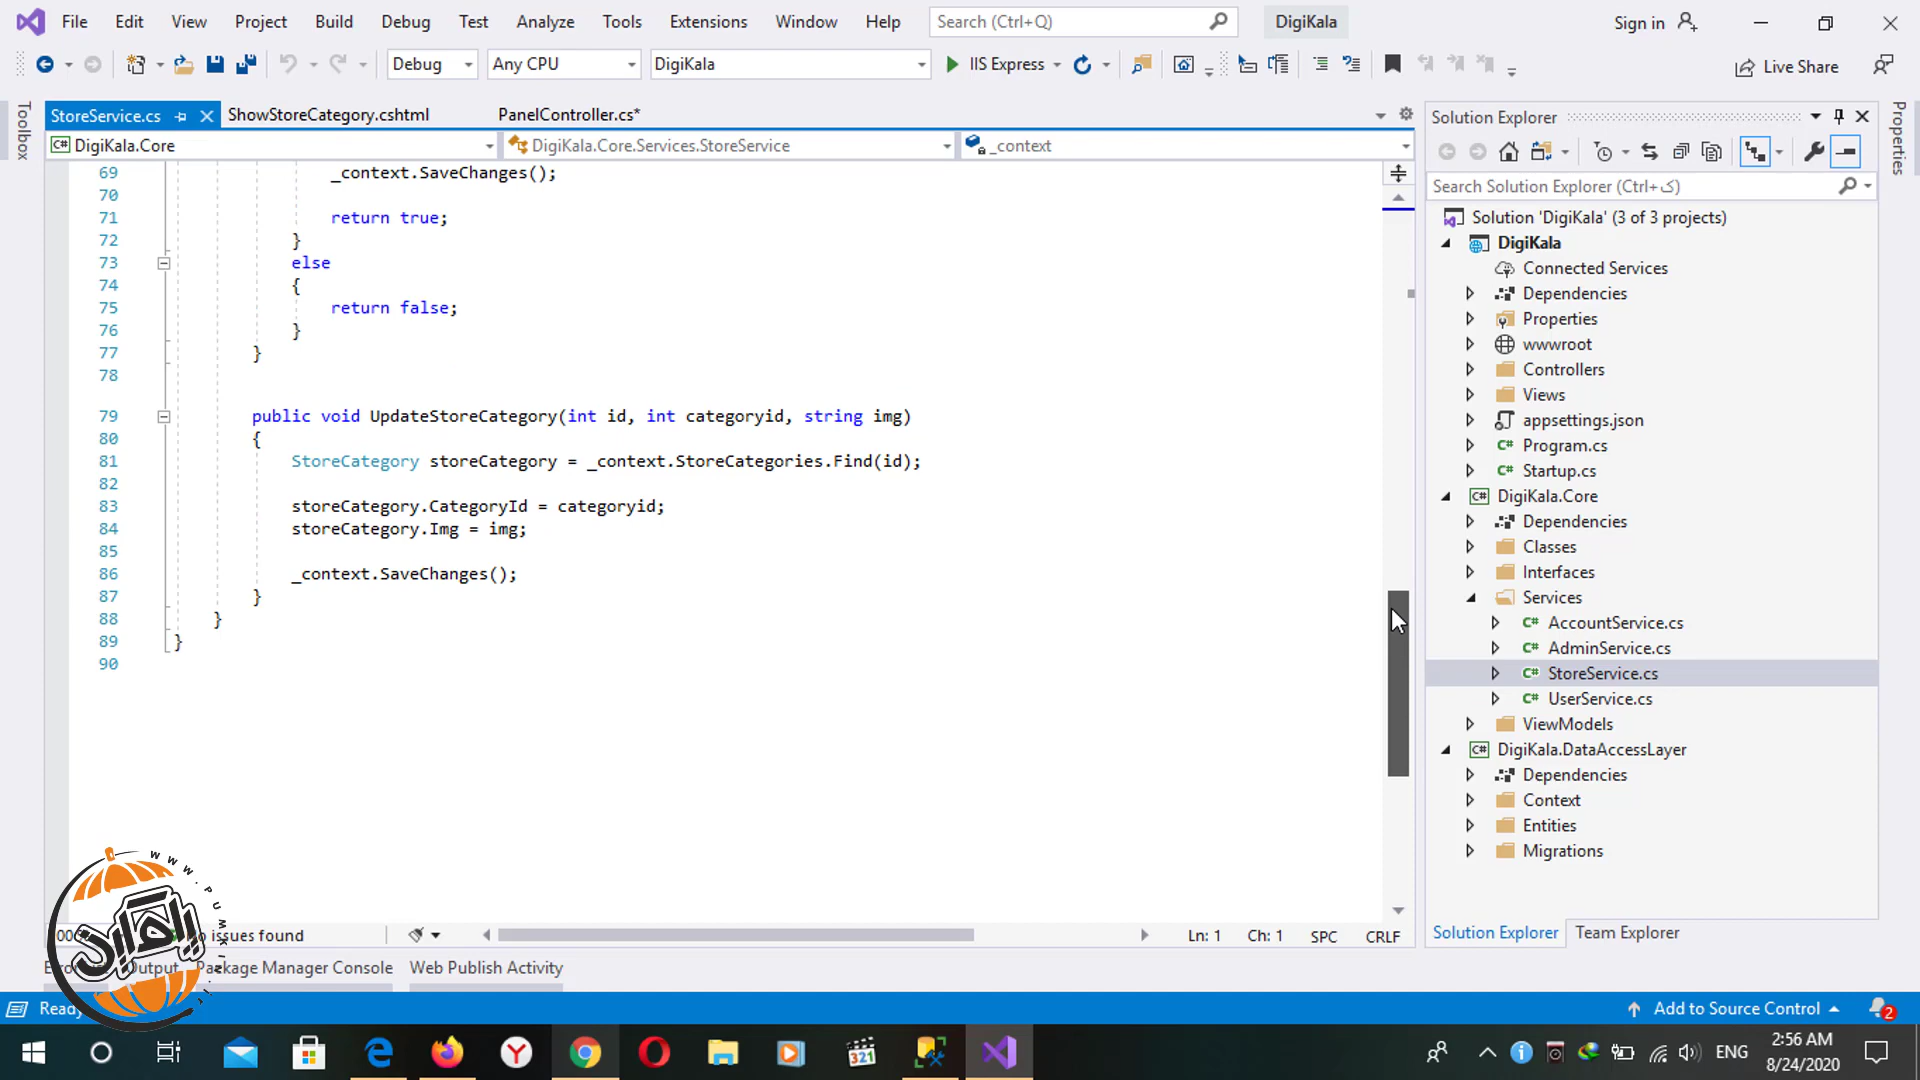 File Edit View Project Build Debug Test Analyze Tools Extensions Window Help Search (Ctrl+Q) DigiKala Sign in
Debug Any CPU DigiKala IIS Express Live Share
Toolbox
StoreService.cs ShowStoreCategory.cshtml PanelController.cs*
DigiKala.Core DigiKala.Core.Services.StoreService _context
69 _context.SaveChanges();
70
71 return true;
72 }
73 else
74 {
75 return false;
76 }
77 }
78
79 public void UpdateStoreCategory(int id, int categoryid, string img)
80 {
81 StoreCategory storeCategory = _context.StoreCategories.Find(id);
82
83 storeCategory.CategoryId = categoryid;
84 storeCategory.Img = img;
85
86 _context.SaveChanges();
87 }
88 }
89 }
90
issues found Ln: 1 Ch: 1 SPC CRLF
Output Package Manager Console Web Publish Activity
Solution Explorer
Properties
Search Solution Explorer (Ctrl+ک)
Solution 'DigiKala' (3 of 3 projects)
DigiKala
Connected Services
Dependencies
Properties
wwwroot
Controllers
Views
appsettings.json
C# Program.cs
C# Startup.cs
C# DigiKala.Core
Dependencies
Classes
Interfaces
Services
C# AccountService.cs
C# AdminService.cs
C# StoreService.cs
C# UserService.cs
ViewModels
C# DigiKala.DataAccessLayer
Dependencies
Context
Entities
Migrations
Solution Explorer Team Explorer
Ready Add to Source Control 2
321 ENG 2:56 AM
8/24/2020